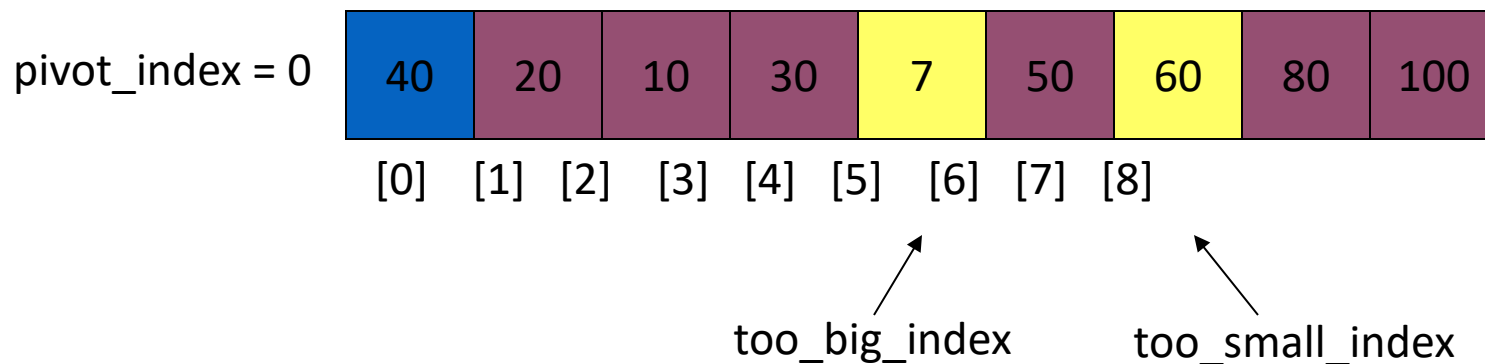 pivot_index = 0 40 20 10 30 7 50 60 80 100
[0] [1] [2] [3] [4] [5] [6] [7] [8]
too_big_index too_small_index